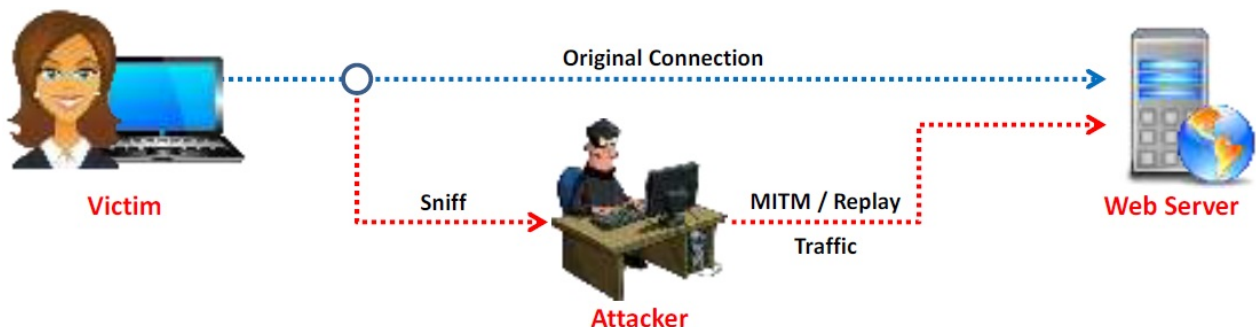 Original Connection
Victim
Sniff
MITM / Replay
Traffic
Web Server
Attacker